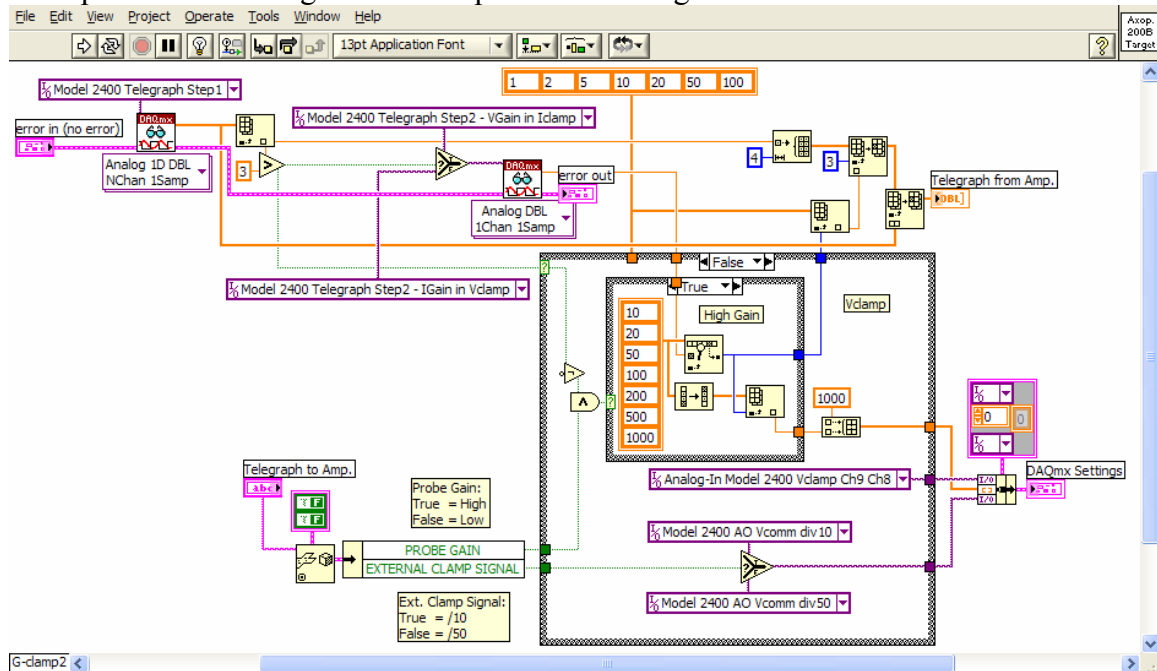 File Edit View Project Operate Tools Window Help
13pt Application Font
Axop.
200B
Target
1 2 5 10 20 50 100
Model 2400 Telegraph Step1
Model 2400 Telegraph Step2 - VGain in Iclamp
error in (no error)
DAQmx
Analog 1D DBL
NChan 1Samp
3
DAQmx
error out
Analog DBL
1Chan 1Samp
4
3
Telegraph from Amp.
DBL
Model 2400 Telegraph Step2 - IGain in Vclamp
False
True
High Gain
Vclamp
10
20
50
100
200
500
1000
1000
0
0
Telegraph to Amp.
abc
Probe Gain:
True = High
False = Low
Analog-In Model 2400 Vclamp Ch9 Ch8
DAQmx Settings
I/O
I/O
Model 2400 AO Vcomm div10
PROBE GAIN
EXTERNAL CLAMP SIGNAL
Ext. Clamp Signal:
True = /10
False = /50
Model 2400 AO Vcomm div50
G-clamp2